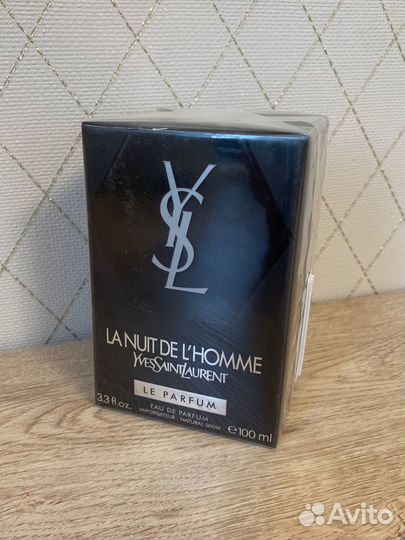 YSL
LA NUIT DE L'HOMME
YVESSAINTLAURENT
LE PARFUM
3.3 fl.oz. EAU DE PARFUM ℮100 ml
VAPORISATEUR - NATURAL SPRAY
Avito